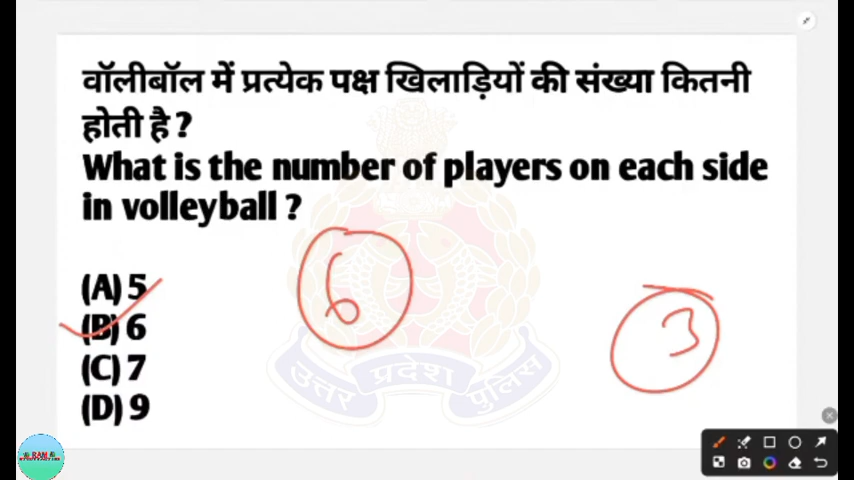 वॉलीबॉल में प्रत्येक पक्ष खिलाड़ियों की संख्या कितनी
होती है ?
What is the number of players on each side
in volleyball ?
(A) 5
(B) 6
(C) 7
(D) 9
6
3
उत्तर प्रदेश पुलिस
RAM